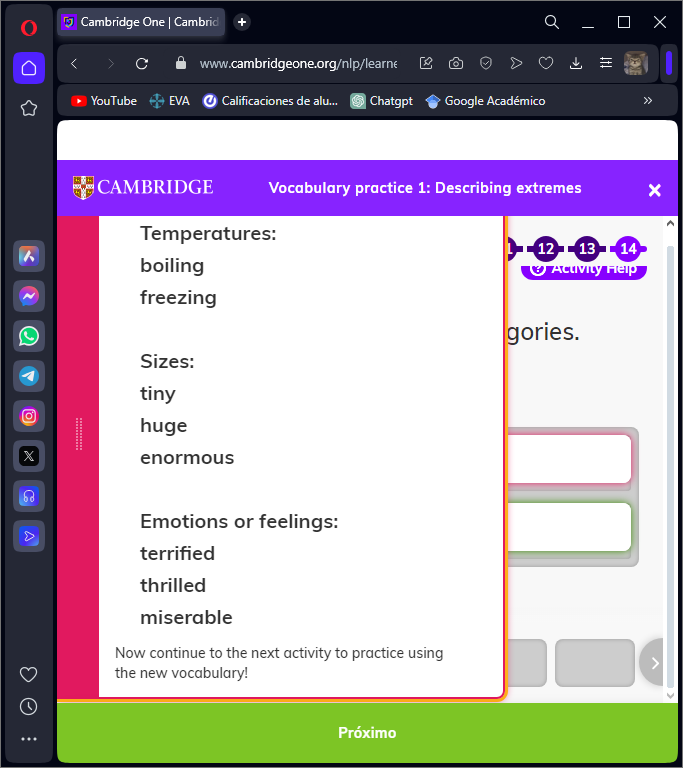 Cambridge One | Cambrid
www.cambridgeone.org/nlp/learne
YouTube
EVA
Calificaciones de alu...
Chatgpt
Google Académico
»
CAMBRIDGE
Vocabulary practice 1: Describing extremes
12
13
14
Activity Help
gories.
Temperatures:
boiling
freezing
Sizes:
tiny
huge
enormous
Emotions or feelings:
terrified
thrilled
miserable
Now continue to the next activity to practice using
the new vocabulary!
Próximo